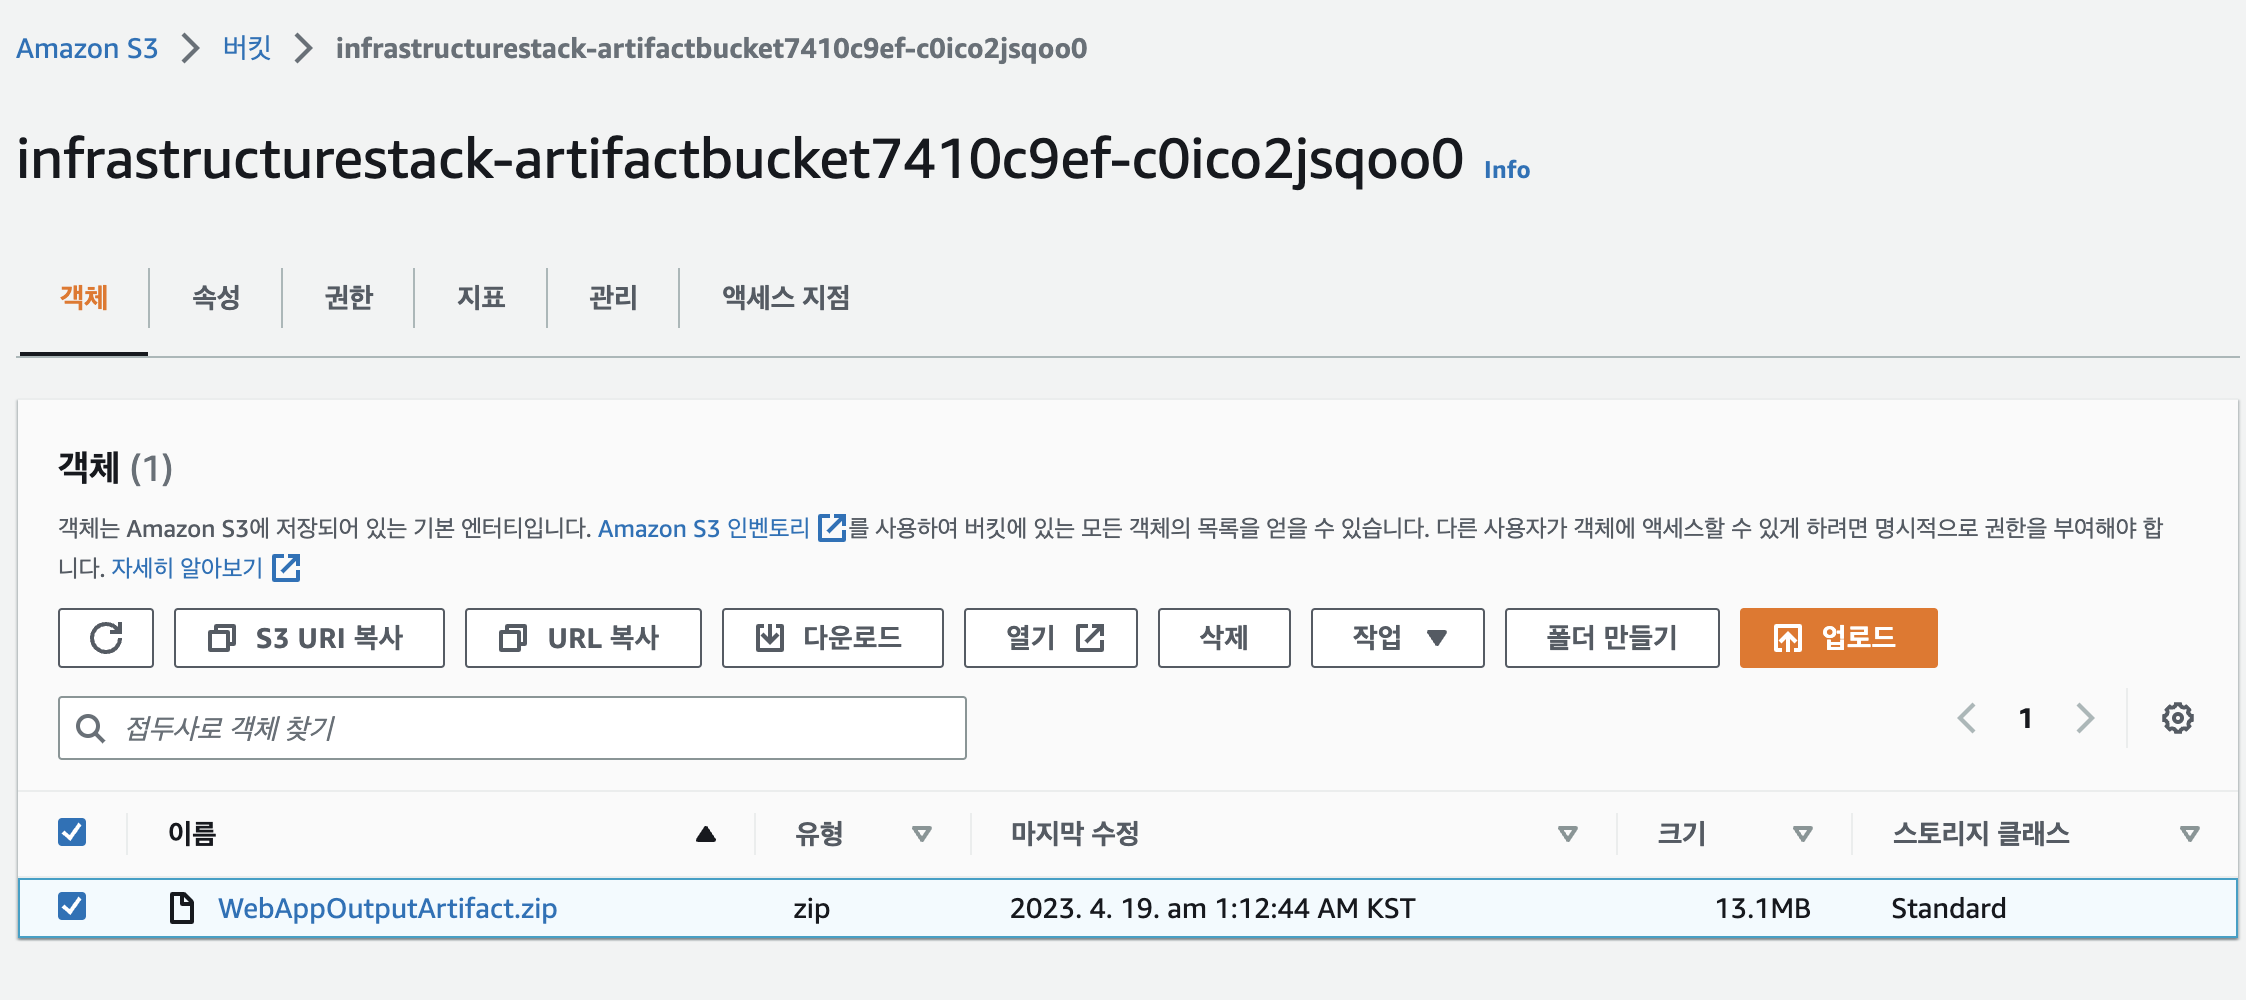 Amazon S3 > 버킷 > infrastructurestack-artifactbucket7410c9ef-c0ico2jsqoo0
infrastructurestack-artifactbucket7410c9ef-c0ico2jsqoo0 Info
객체 속성 권한 지표 관리 액세스 지점
객체 (1)
객체는 Amazon S3에 저장되어 있는 기본 엔터티입니다. Amazon S3 인벤토리 를 사용하여 버킷에 있는 모든 객체의 목록을 얻을 수 있습니다. 다른 사용자가 객체에 액세스할 수 있게 하려면 명시적으로 권한을 부여해야 합
니다. 자세히 알아보기
S3 URI 복사 URL 복사 다운로드 열기 삭제 작업 폴더 만들기 업로드
접두사로 객체 찾기 1
이름 유형 마지막 수정 크기 스토리지 클래스
WebAppOutputArtifact.zip zip 2023. 4. 19. am 1:12:44 AM KST 13.1MB Standard